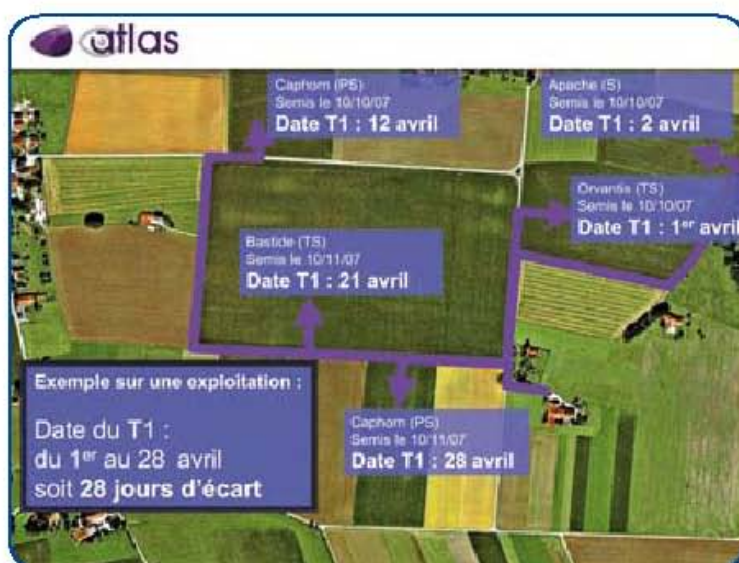 atlas
Caphorn (PS)
Semis le 10/10/07
Date T1 : 12 avril
Apache (S)
Semis le 10/10/07
Date T1 : 2 avril
Orvantis (TS)
Semis le 10/10/07
Date T1 : 1er avril
Bastide (TS)
Semis le 10/11/07
Date T1 : 21 avril
Caphorn (PS)
Semis le 10/11/07
Date T1 : 28 avril
Exemple sur une exploitation :
Date du T1 :
du 1er au 28 avril
soit 28 jours d'écart